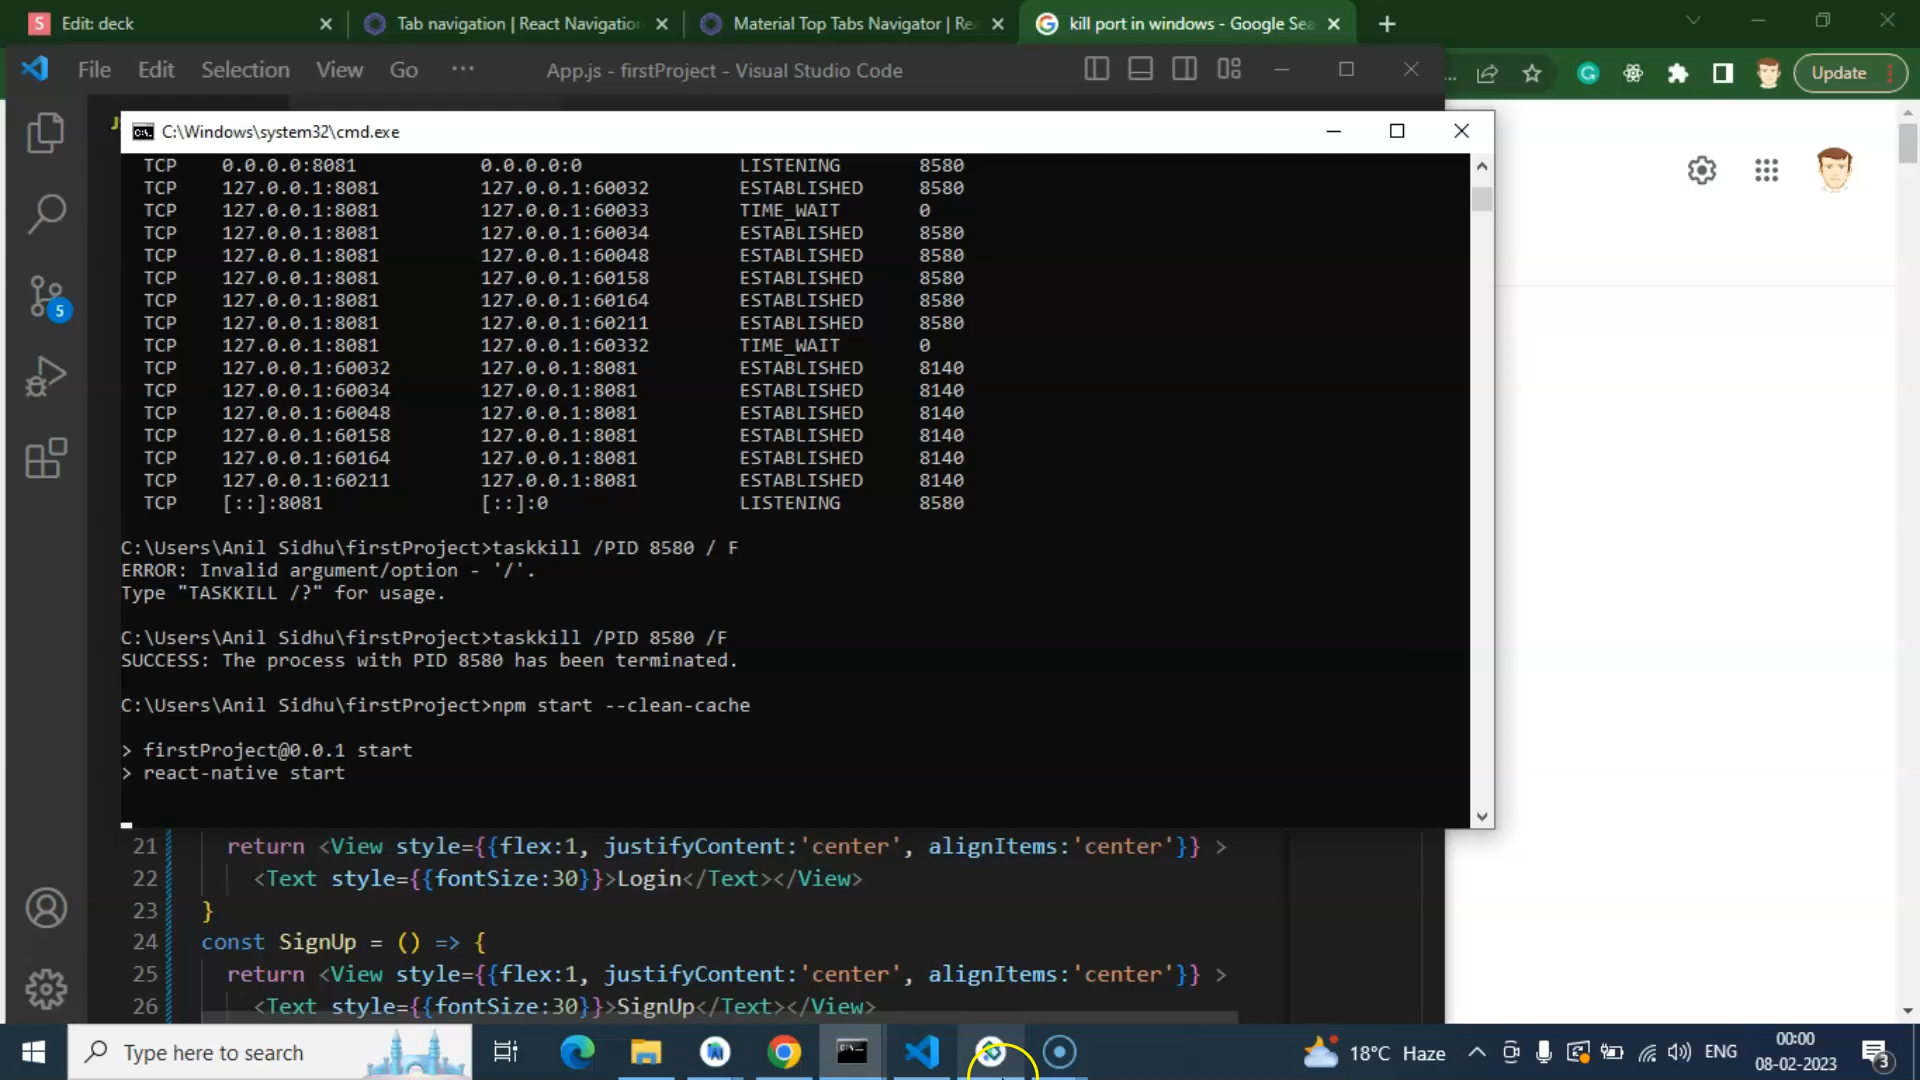 Edit: deck
Tab navigation | React Navigation
Material Top Tabs Navigator | Re
kill port in windows - Google Sea
File Edit Selection View Go ...
App.js - firstProject - Visual Studio Code
Update
C:\Windows\system32\cmd.exe
TCP 0.0.0.0:8081 0.0.0.0:0 LISTENING 8580
TCP 127.0.0.1:8081 127.0.0.1:60032 ESTABLISHED 8580
TCP 127.0.0.1:8081 127.0.0.1:60033 TIME_WAIT 0
TCP 127.0.0.1:8081 127.0.0.1:60034 ESTABLISHED 8580
TCP 127.0.0.1:8081 127.0.0.1:60048 ESTABLISHED 8580
TCP 127.0.0.1:8081 127.0.0.1:60158 ESTABLISHED 8580
TCP 127.0.0.1:8081 127.0.0.1:60164 ESTABLISHED 8580
TCP 127.0.0.1:8081 127.0.0.1:60211 ESTABLISHED 8580
TCP 127.0.0.1:8081 127.0.0.1:60332 TIME_WAIT 0
TCP 127.0.0.1:60032 127.0.0.1:8081 ESTABLISHED 8140
TCP 127.0.0.1:60034 127.0.0.1:8081 ESTABLISHED 8140
TCP 127.0.0.1:60048 127.0.0.1:8081 ESTABLISHED 8140
TCP 127.0.0.1:60158 127.0.0.1:8081 ESTABLISHED 8140
TCP 127.0.0.1:60164 127.0.0.1:8081 ESTABLISHED 8140
TCP 127.0.0.1:60211 127.0.0.1:8081 ESTABLISHED 8140
TCP [::]:8081 [::]:0 LISTENING 8580
C:\Users\Anil Sidhu\firstProject>taskkill /PID 8580 / F
ERROR: Invalid argument/option - '/'.
Type "TASKKILL /?" for usage.
C:\Users\Anil Sidhu\firstProject>taskkill /PID 8580 /F
SUCCESS: The process with PID 8580 has been terminated.
C:\Users\Anil Sidhu\firstProject>npm start --clean-cache
> firstProject@0.0.1 start
> react-native start
5
21 return <View style={{flex:1, justifyContent:'center', alignItems:'center'}} >
22 <Text style={{fontSize:30}}>Login</Text></View>
23 }
24 const SignUp = () => {
25 return <View style={{flex:1, justifyContent:'center', alignItems:'center'}} >
26 <Text style={{fontSize:30}}>SignUp</Text></View>
Type here to search
18°C Haze
ENG
00:00
08-02-2023
3